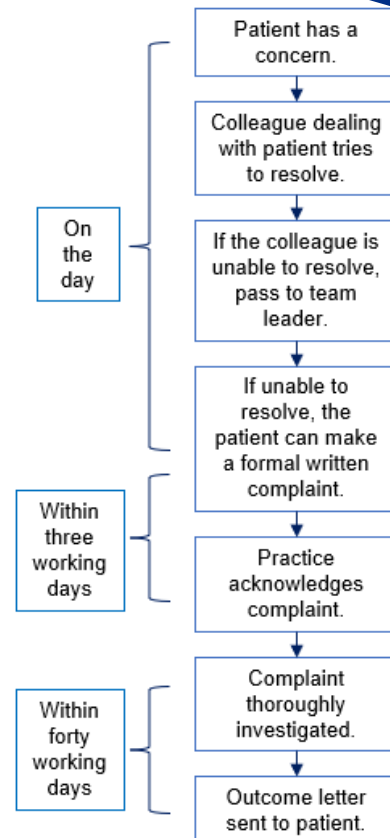 Patient has a
concern.
Colleague dealing
with patient tries
to resolve.
On
the
day
If the colleague is
unable to resolve,
pass to team
leader.
If unable to
resolve, the
patient can make
a formal written
complaint.
Within
three
working
days
Practice
acknowledges
complaint.
Complaint
thoroughly
investigated.
Within
forty
working
days
Outcome letter
sent to patient.